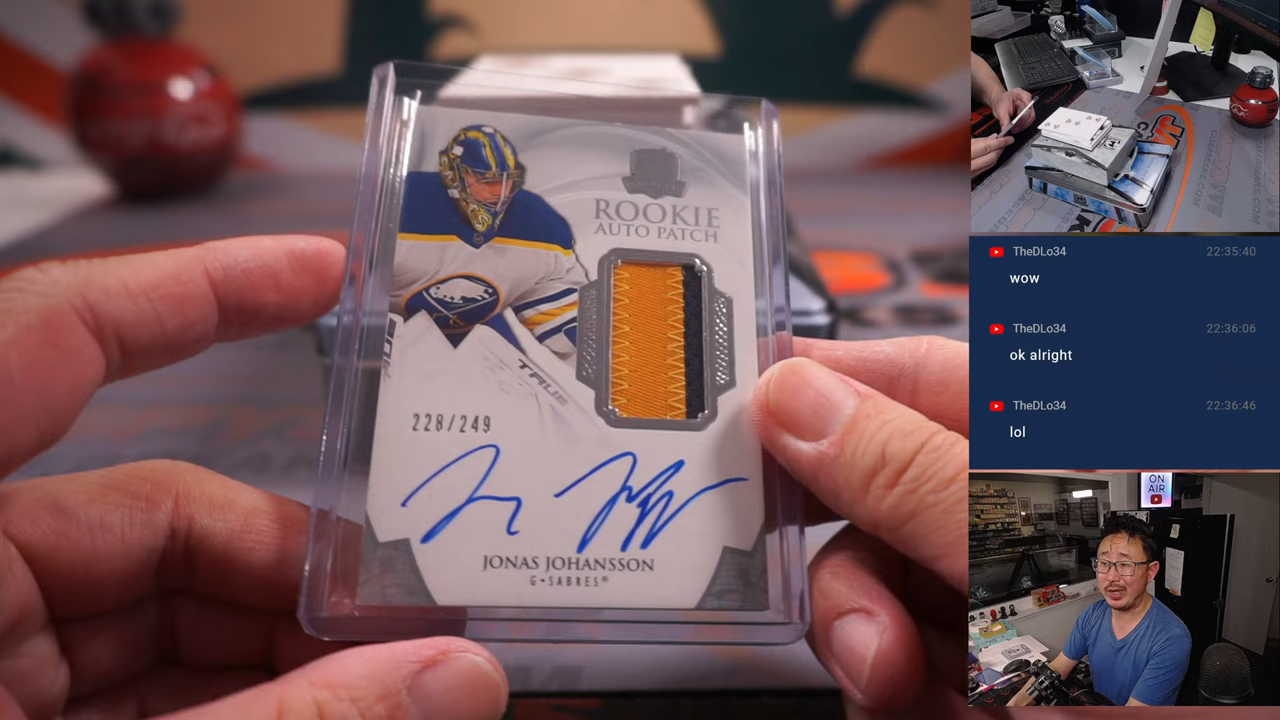 ROOKIE
AUTO PATCH
TRUE
228/249
JONAS JOHANSSON
G•SABRES®
TheDLo34 22:35:40
wow
TheDLo34 22:36:06
ok alright
TheDLo34 22:36:46
lol
ON
AIR